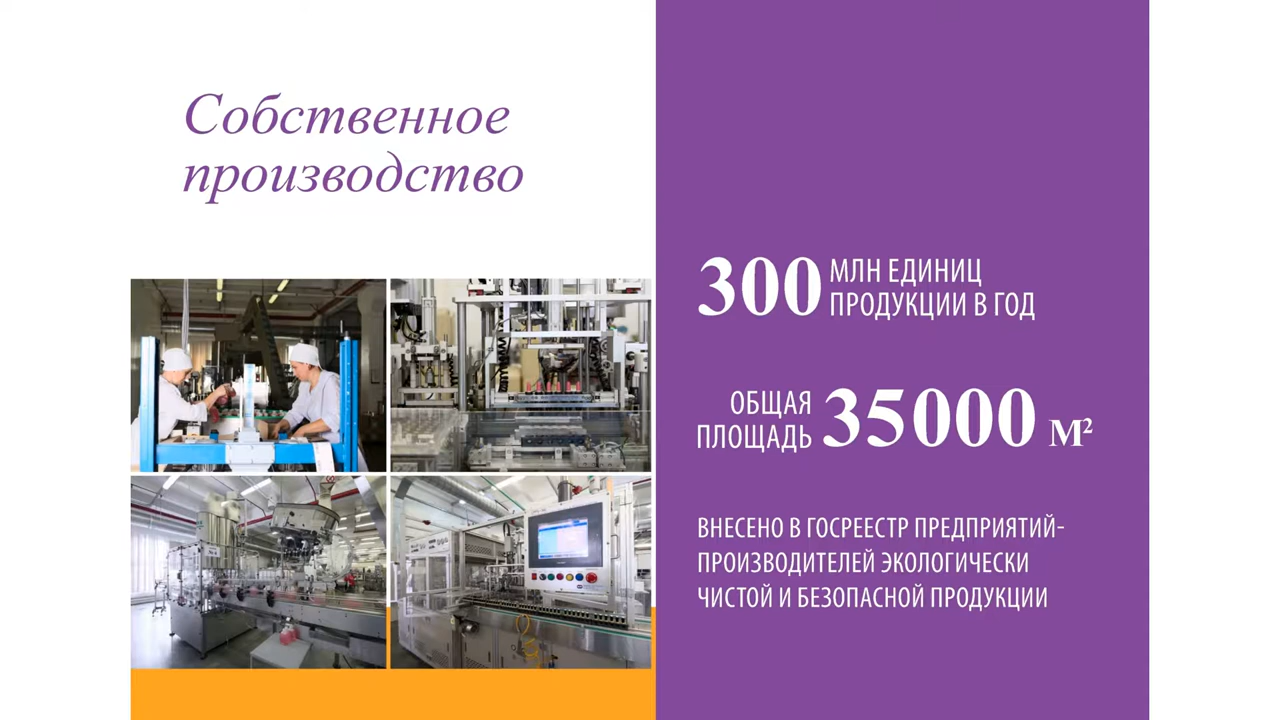 Собственное
производство
300 МЛН ЕДИНИЦ
ПРОДУКЦИИ В ГОД
ОБЩАЯ
ПЛОЩАДЬ 35000 М²
ВНЕСЕНО В ГОСРЕЕСТР ПРЕДПРИЯТИЙ-
ПРОИЗВОДИТЕЛЕЙ ЭКОЛОГИЧЕСКИ
ЧИСТОЙ И БЕЗОПАСНОЙ ПРОДУКЦИИ